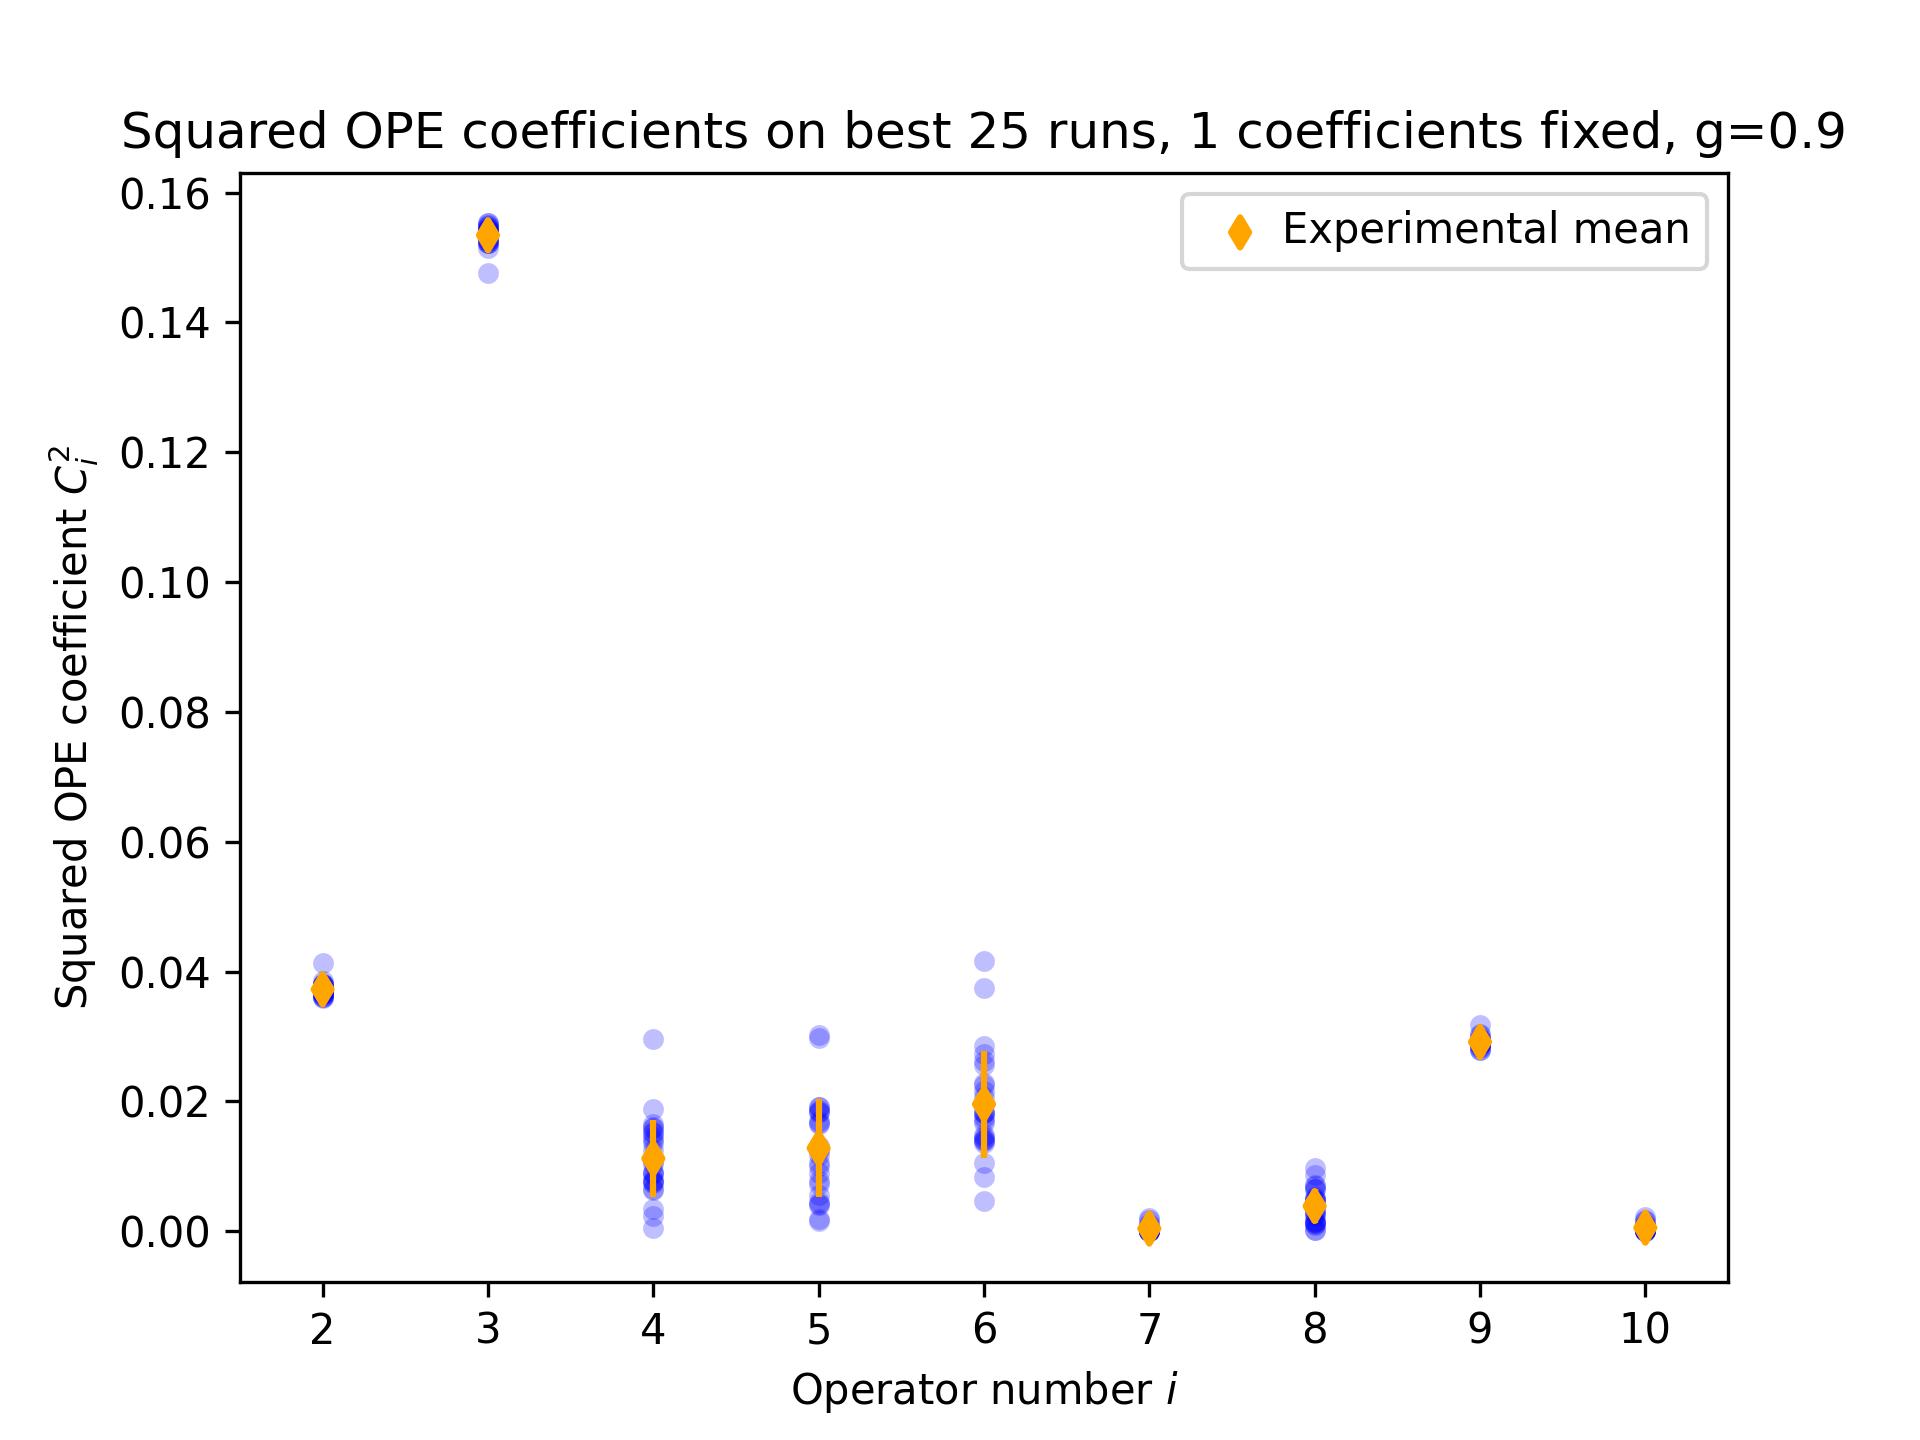 Squared OPE coefficients on best 25 runs, 1 coefficients fixed, g=0.9
Experimental mean
Squared OPE coefficient $C_i^2$
0.16
0.14
0.12
0.10
0.08
0.06
0.04
0.02
0.00
2 3 4 5 6 7 8 9 10
Operator number i